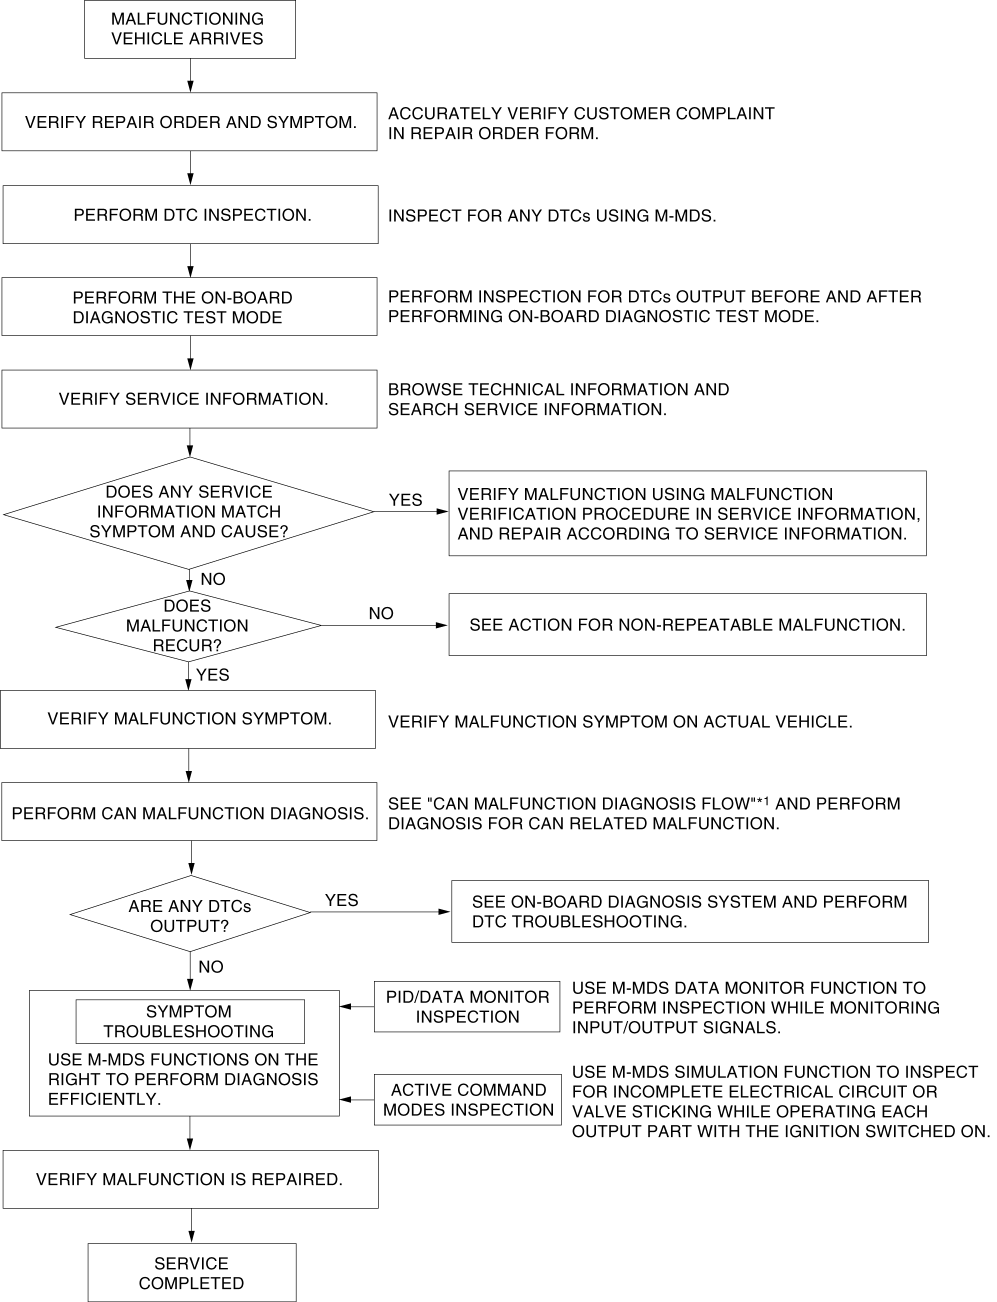 MALFUNCTIONING
VEHICLE ARRIVES
VERIFY REPAIR ORDER AND SYMPTOM.
ACCURATELY VERIFY CUSTOMER COMPLAINT
IN REPAIR ORDER FORM.
PERFORM DTC INSPECTION.
INSPECT FOR ANY DTCs USING M-MDS.
PERFORM THE ON-BOARD
DIAGNOSTIC TEST MODE
PERFORM INSPECTION FOR DTCs OUTPUT BEFORE AND AFTER
PERFORMING ON-BOARD DIAGNOSTIC TEST MODE.
VERIFY SERVICE INFORMATION.
BROWSE TECHNICAL INFORMATION AND
SEARCH SERVICE INFORMATION.
DOES ANY SERVICE
INFORMATION MATCH
SYMPTOM AND CAUSE?
YES
VERIFY MALFUNCTION USING MALFUNCTION
VERIFICATION PROCEDURE IN SERVICE INFORMATION,
AND REPAIR ACCORDING TO SERVICE INFORMATION.
NO
DOES
MALFUNCTION
RECUR?
NO
SEE ACTION FOR NON-REPEATABLE MALFUNCTION.
YES
VERIFY MALFUNCTION SYMPTOM.
VERIFY MALFUNCTION SYMPTOM ON ACTUAL VEHICLE.
PERFORM CAN MALFUNCTION DIAGNOSIS.
SEE "CAN MALFUNCTION DIAGNOSIS FLOW"*1 AND PERFORM
DIAGNOSIS FOR CAN RELATED MALFUNCTION.
ARE ANY DTCs
OUTPUT?
YES
SEE ON-BOARD DIAGNOSIS SYSTEM AND PERFORM
DTC TROUBLESHOOTING.
NO
SYMPTOM
TROUBLESHOOTING
USE M-MDS FUNCTIONS ON THE
RIGHT TO PERFORM DIAGNOSIS
EFFICIENTLY.
PID/DATA MONITOR
INSPECTION
USE M-MDS DATA MONITOR FUNCTION TO
PERFORM INSPECTION WHILE MONITORING
INPUT/OUTPUT SIGNALS.
ACTIVE COMMAND
MODES INSPECTION
USE M-MDS SIMULATION FUNCTION TO INSPECT
FOR INCOMPLETE ELECTRICAL CIRCUIT OR
VALVE STICKING WHILE OPERATING EACH
OUTPUT PART WITH THE IGNITION SWITCHED ON.
VERIFY MALFUNCTION IS REPAIRED.
SERVICE
COMPLETED